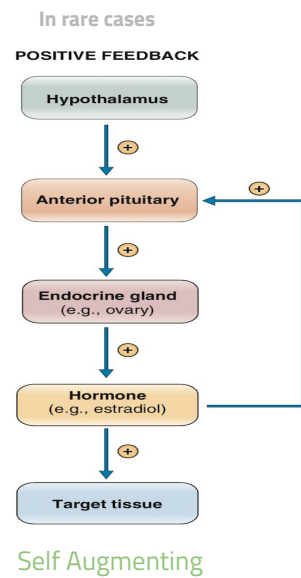 In rare cases
POSITIVE FEEDBACK
Hypothalamus
+
+
Anterior pituitary
+
Endocrine gland
(e.g., ovary)
+
Hormone
(e.g., estradiol)
+
Target tissue
Self Augmenting